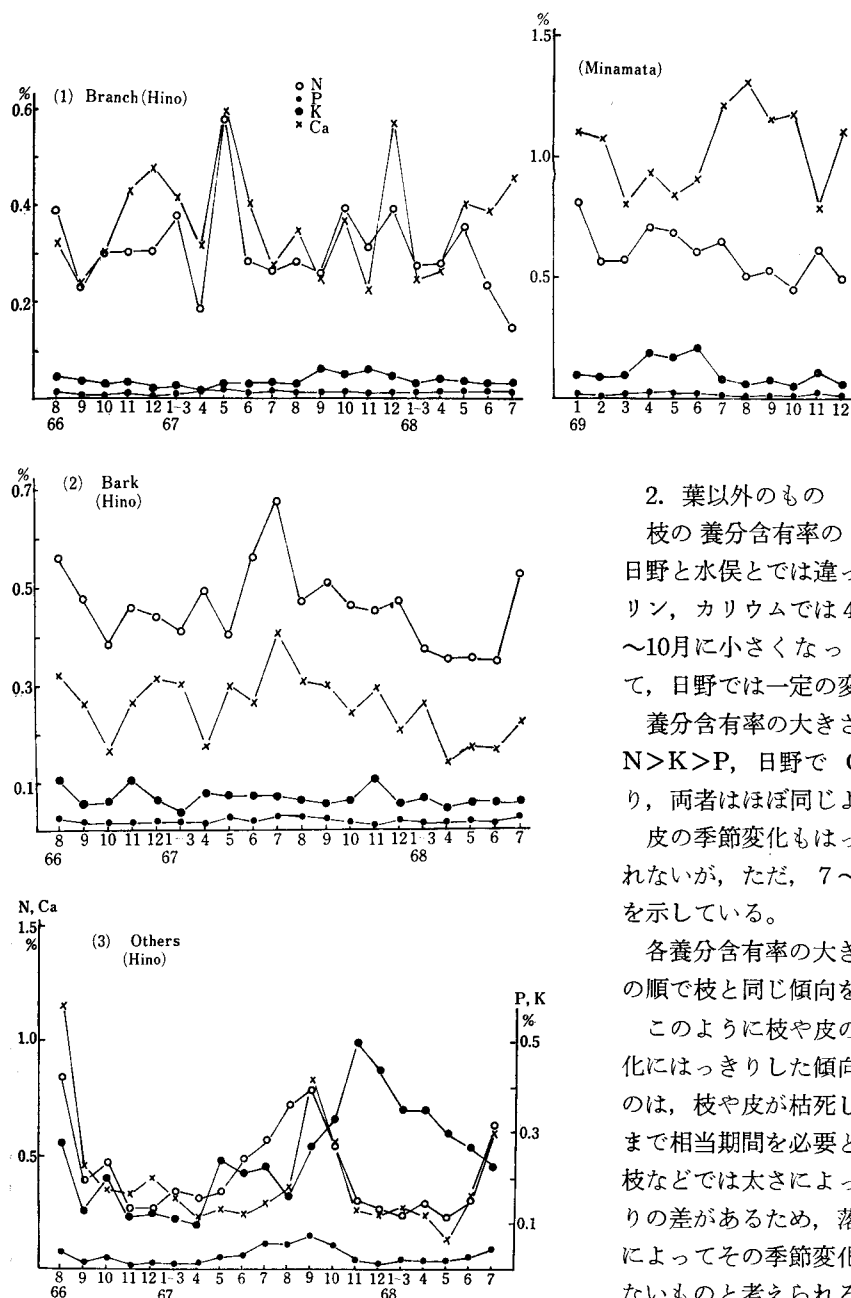 %
(1) Branch (Hino)
N
P
K
Ca
0.6
0.4
0.2
8 9 10 11 12 1~3 4 5 6 7 8 9 10 11 12 1~3 4 5 6 7
66 67 68
%
1.5
(Minamata)
1.0
0.5
1 2 3 4 5 6 7 8 9 10 11 12
69
%
(2) Bark
(Hino)
0.7
0.5
0.3
0.1
8 9 10 11 12 1~3 4 5 6 7 8 9 10 11 12 1~3 4 5 6 7
66 67 68
N, Ca
1.5
%
(3) Others
(Hino)
P, K
%
1.0
0.5
0.5
0.3
0.1
8 9 10 11 12 1~3 4 5 6 7 8 9 10 11 12 1~3 4 5 6 7
66 67 68
2. 葉以外のもの
枝の 養分含有率の
日野と水俣とでは違っ
リン，カリウムでは4
～10月に小さくなっ
て，日野では一定の変
養分含有率の大きさ
N>K>P，日野で C
り，両者はほぼ同じよ
皮の季節変化もはっ
れないが，ただ，7～
を示している。
各養分含有率の大き
の順で枝と同じ傾向を
このように枝や皮の
化にはっきりした傾向
のは，枝や皮が枯死し
まで相当期間を必要と
枝などでは太さによっ
りの差があるため，落
によってその季節変化
ないものと考えられる